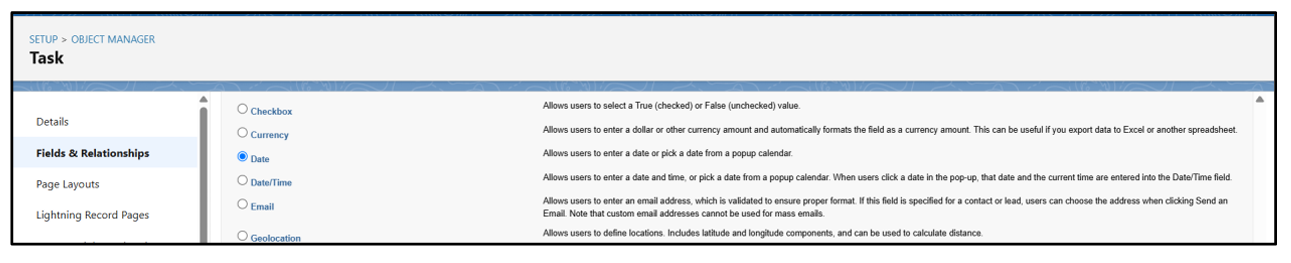 SETUP > OBJECT MANAGER
Task
Details
Fields & Relationships
Page Layouts
Lightning Record Pages
Checkbox
Allows users to select a True (checked) or False (unchecked) value.
Currency
Allows users to enter a dollar or other currency amount and automatically formats the field as a currency amount. This can be useful if you export data to Excel or another spreadsheet.
Date
Allows users to enter a date or pick a date from a popup calendar.
Date/Time
Allows users to enter a date and time, or pick a date from a popup calendar. When users click a date in the pop-up, that date and the current time are entered into the Date/Time field.
Email
Allows users to enter an email address, which is validated to ensure proper format. If this field is specified for a contact or lead, users can choose the address when clicking Send an
Email. Note that custom email addresses cannot be used for mass emails.
Geolocation
Allows users to define locations. Includes latitude and longitude components, and can be used to calculate distance.